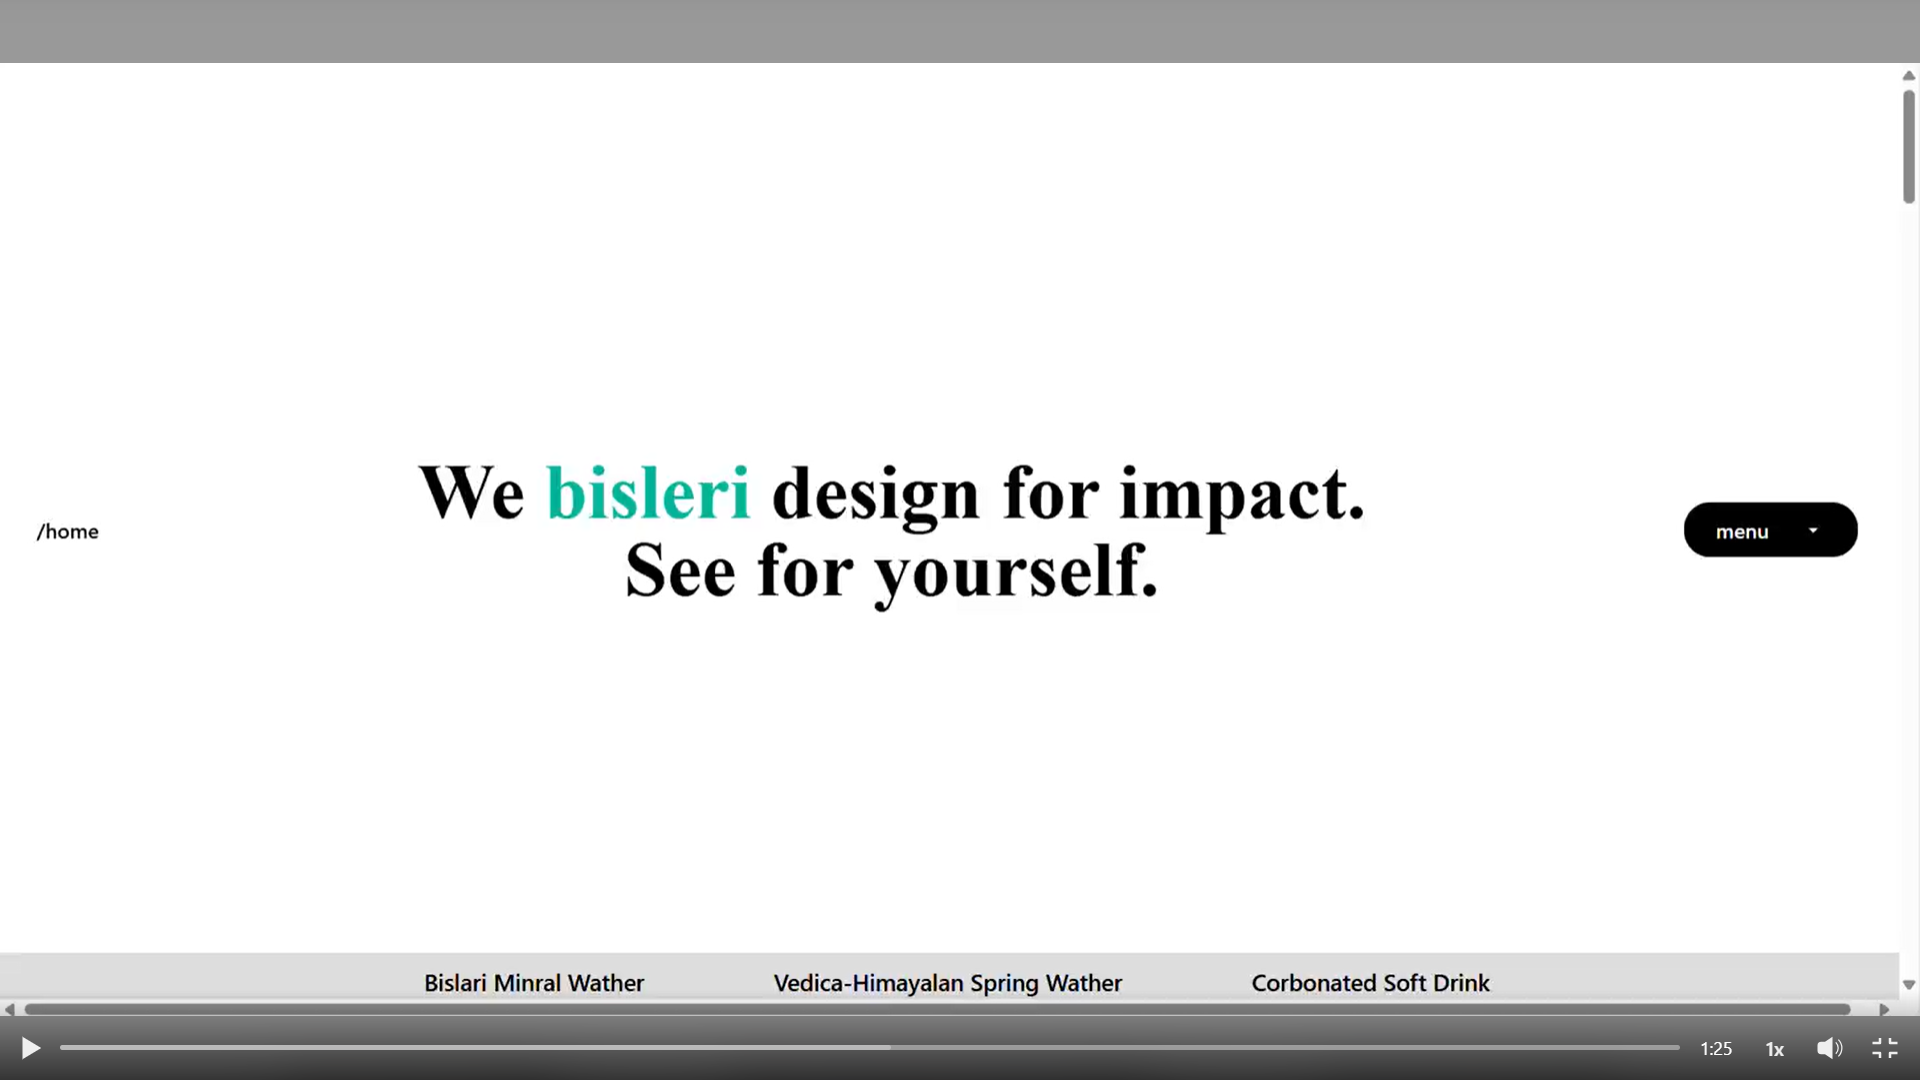 We bisleri design for impact.
See for yourself.
/home
menu
Bislari Minral Wather
Vedica-Himayalan Spring Wather
Corbonated Soft Drink
1:25
1x